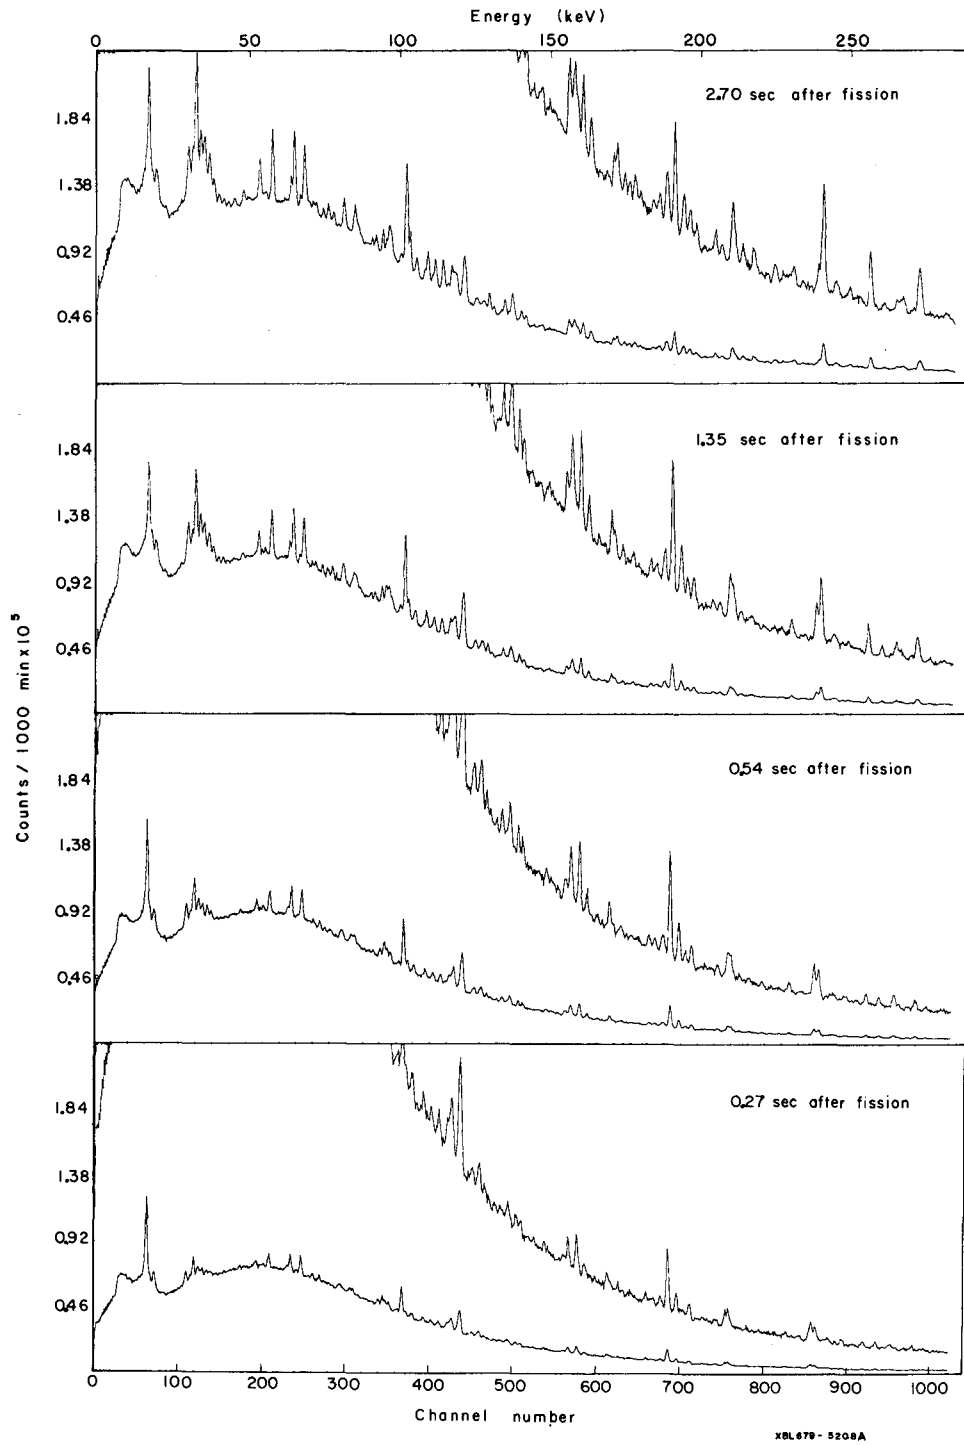 Energy (keV)
0 50 100 150 200 250
2.70 sec after fission
1.84
1.38
0.92
0.46
1.35 sec after fission
1.84
1.38
0.92
0.46
0.54 sec after fission
1.84
1.38
0.92
0.46
0.27 sec after fission
1.84
1.38
0.92
0.46
Counts / 1000 min x 10⁵
0 100 200 300 400 500 600 700 800 900 1000
Channel number
XBL679-5208A